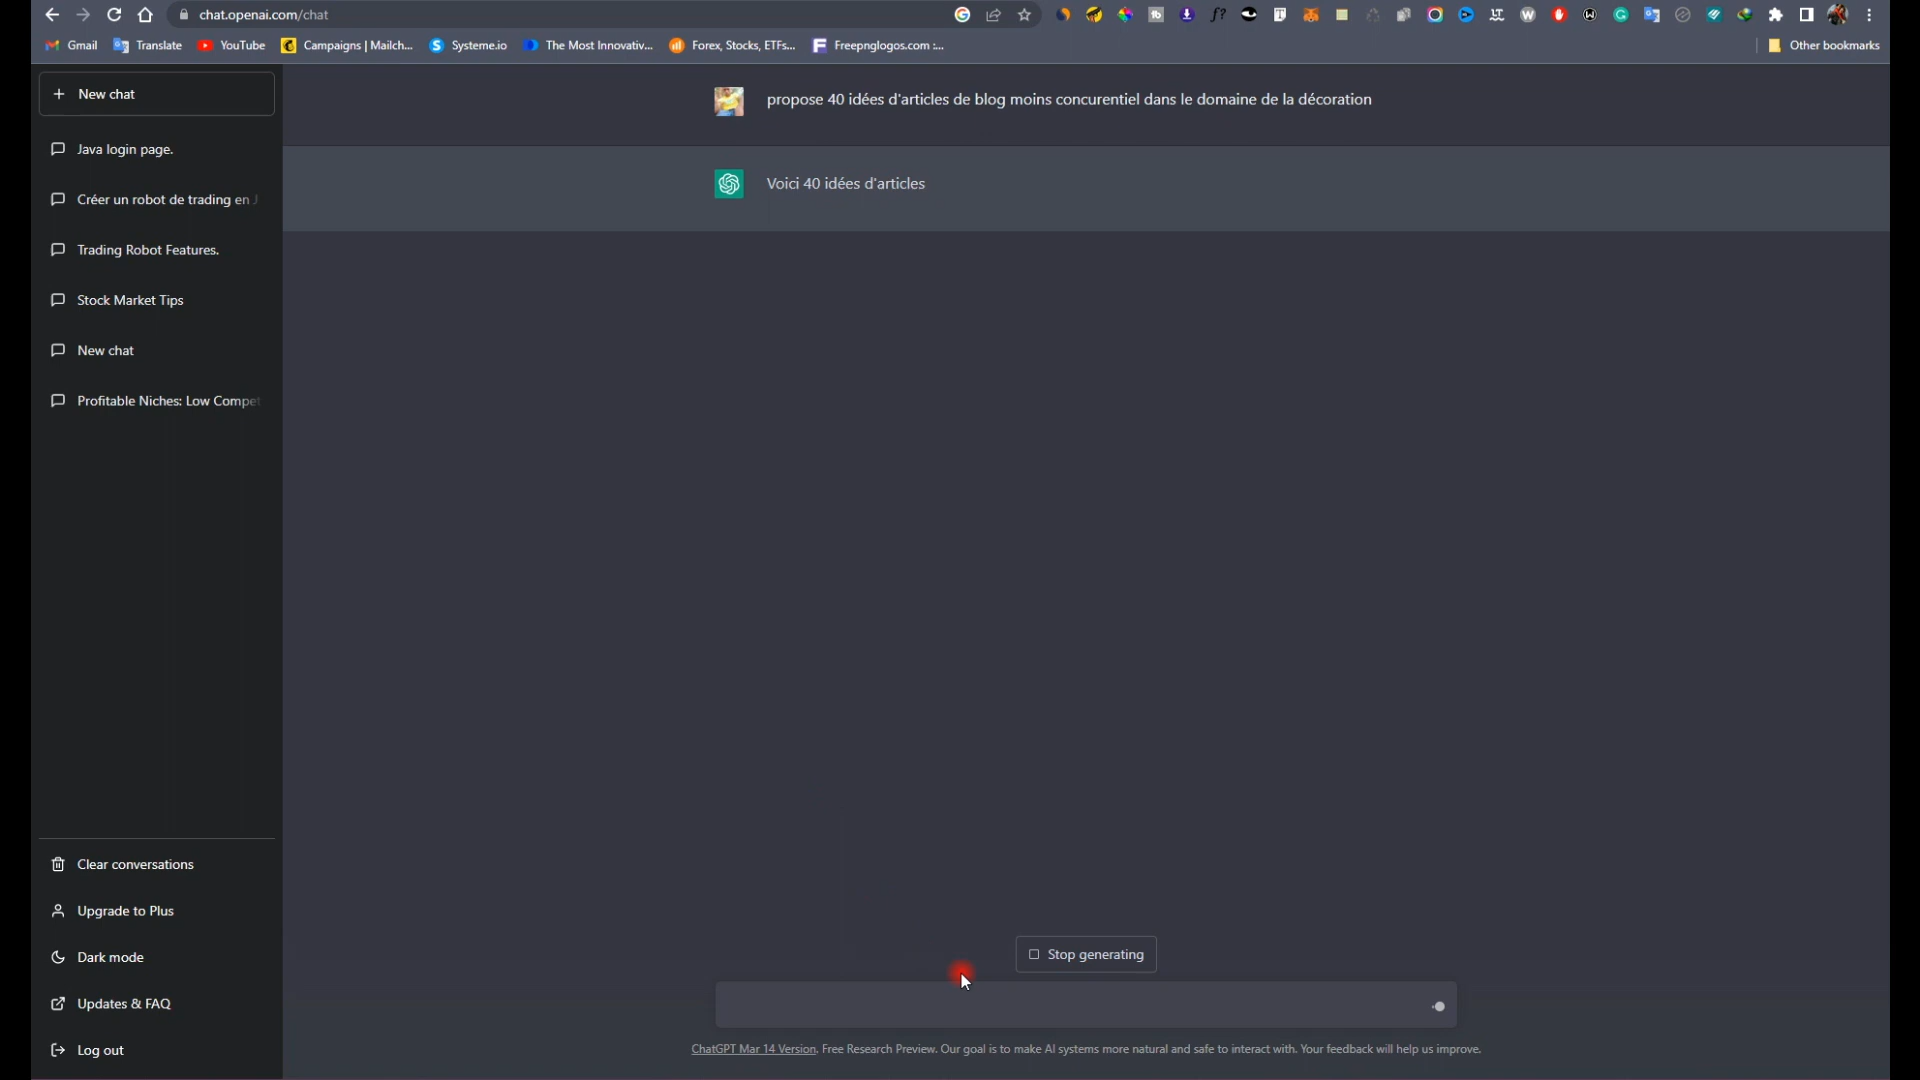 chat.openai.com/chat
Gmail
Translate
YouTube
Campaigns | Mailch...
Systeme.io
The Most Innovativ...
Forex, Stocks, ETFs...
Freepnglogos.com :...
Other bookmarks
+ New chat
Java login page.
Créer un robot de trading en J
Trading Robot Features.
Stock Market Tips
New chat
Profitable Niches: Low Compet
Clear conversations
Upgrade to Plus
Dark mode
Updates & FAQ
Log out
propose 40 idées d'articles de blog moins concurentiel dans le domaine de la décoration
Voici 40 idées d'articles
Stop generating
ChatGPT Mar 14 Version. Free Research Preview. Our goal is to make AI systems more natural and safe to interact with. Your feedback will help us improve.